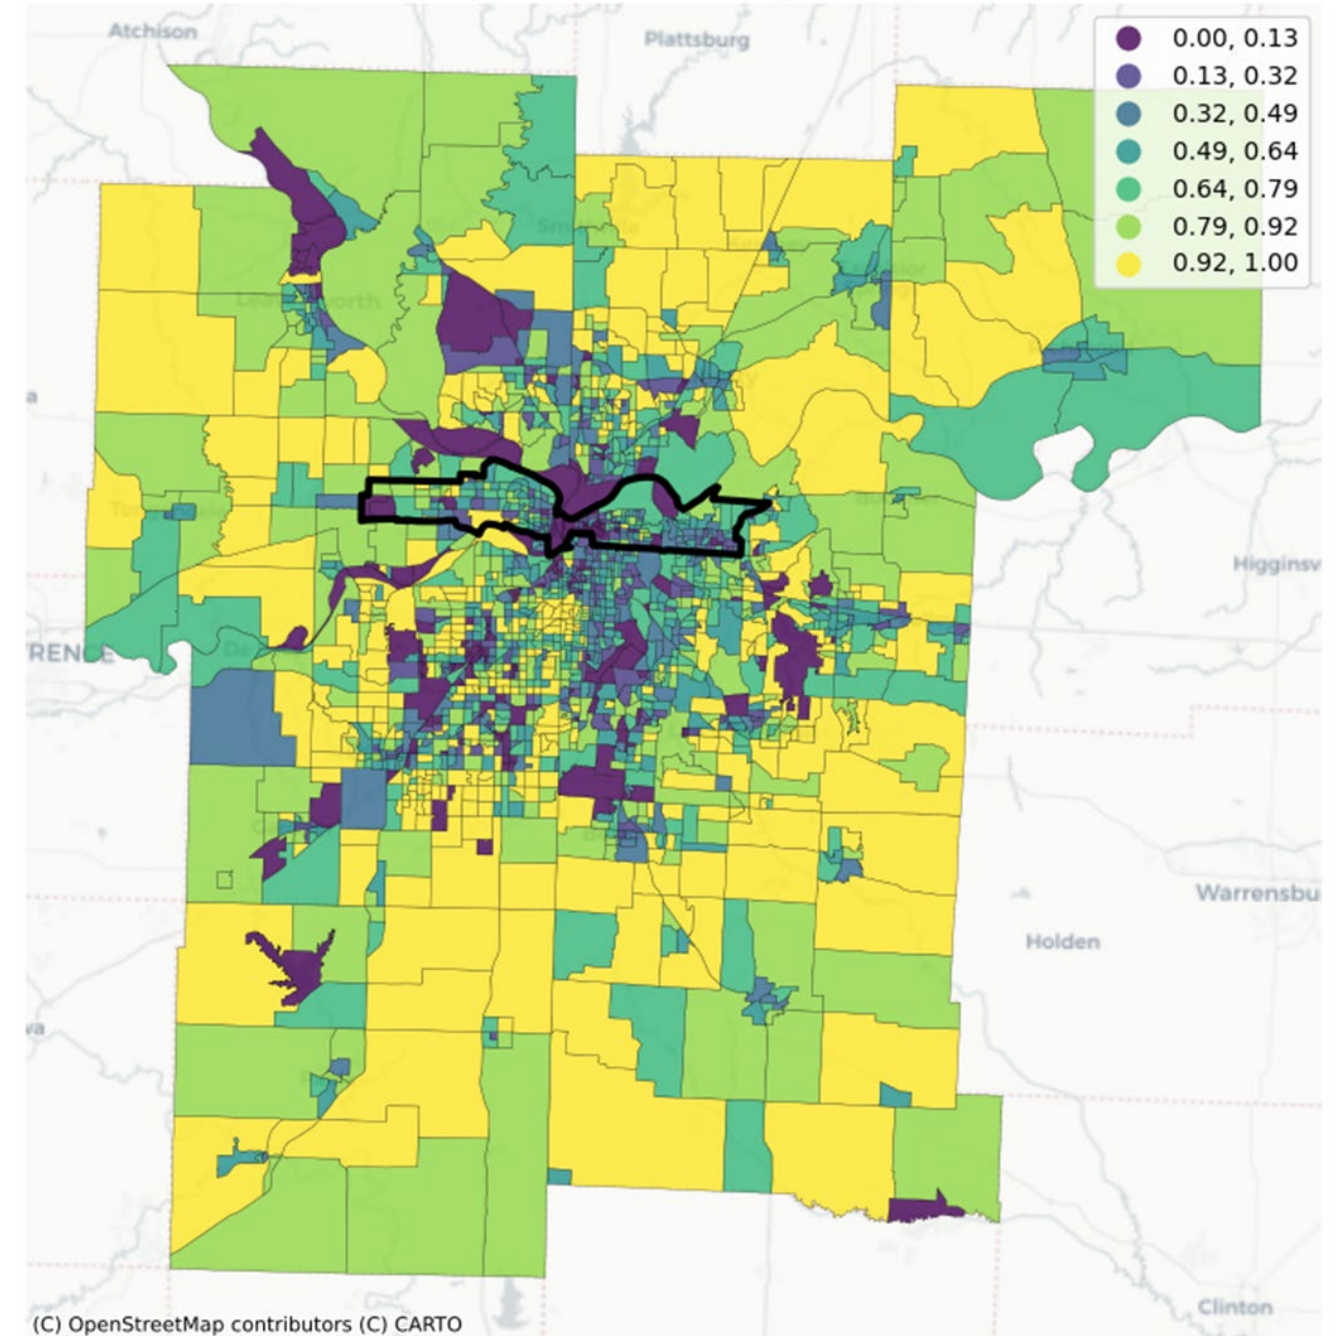 Atchison
Plattsburg
0.00, 0.13
0.13, 0.32
0.32, 0.49
0.49, 0.64
0.64, 0.79
0.79, 0.92
0.92, 1.00
RENCE
Higginsv
Warrensbu
Holden
Clinton
(C) OpenStreetMap contributors (C) CARTO